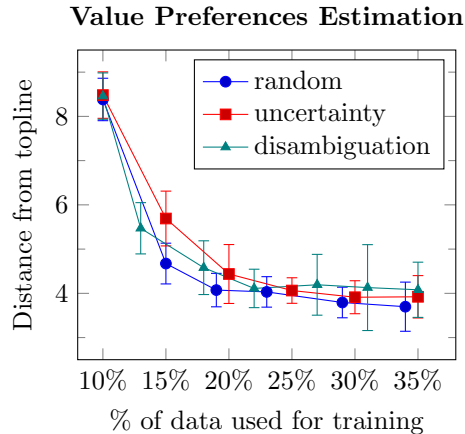 Value Preferences Estimation
random
uncertainty
disambiguation
Distance from topline
8
6
4
10% 15% 20% 25% 30% 35%
% of data used for training